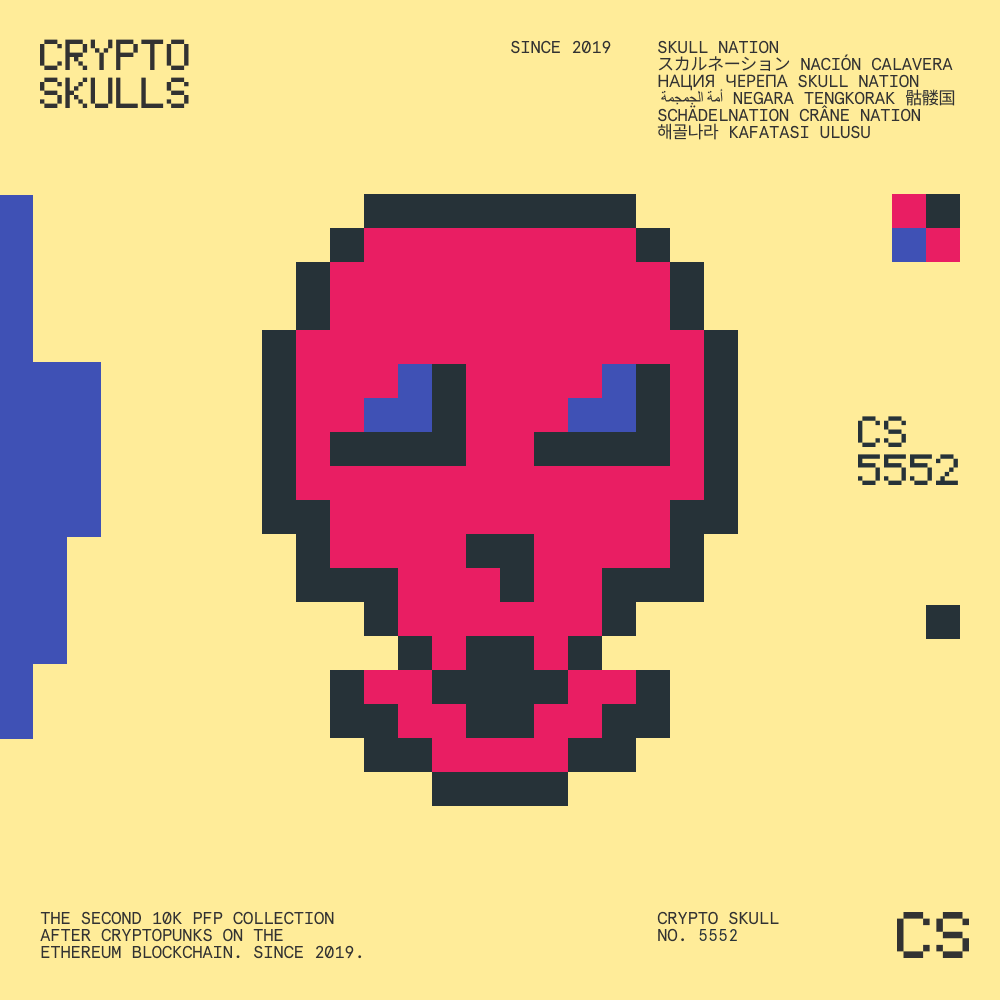 CRYPTO
SKULLS
SINCE 2019
SKULL NATION
スカルネーション NACIÓN CALAVERA
НАЦИЯ ЧЕРЕПА SKULL NATION
أمة الجمجمة NEGARA TENGKORAK 骷髅国
SCHÄDELNATION CRÂNE NATION
해골나라 KAFATASI ULUSU
CS
5552
THE SECOND 10K PFP COLLECTION
AFTER CRYPTOPUNKS ON THE
ETHEREUM BLOCKCHAIN. SINCE 2019.
CRYPTO SKULL
NO. 5552
CS